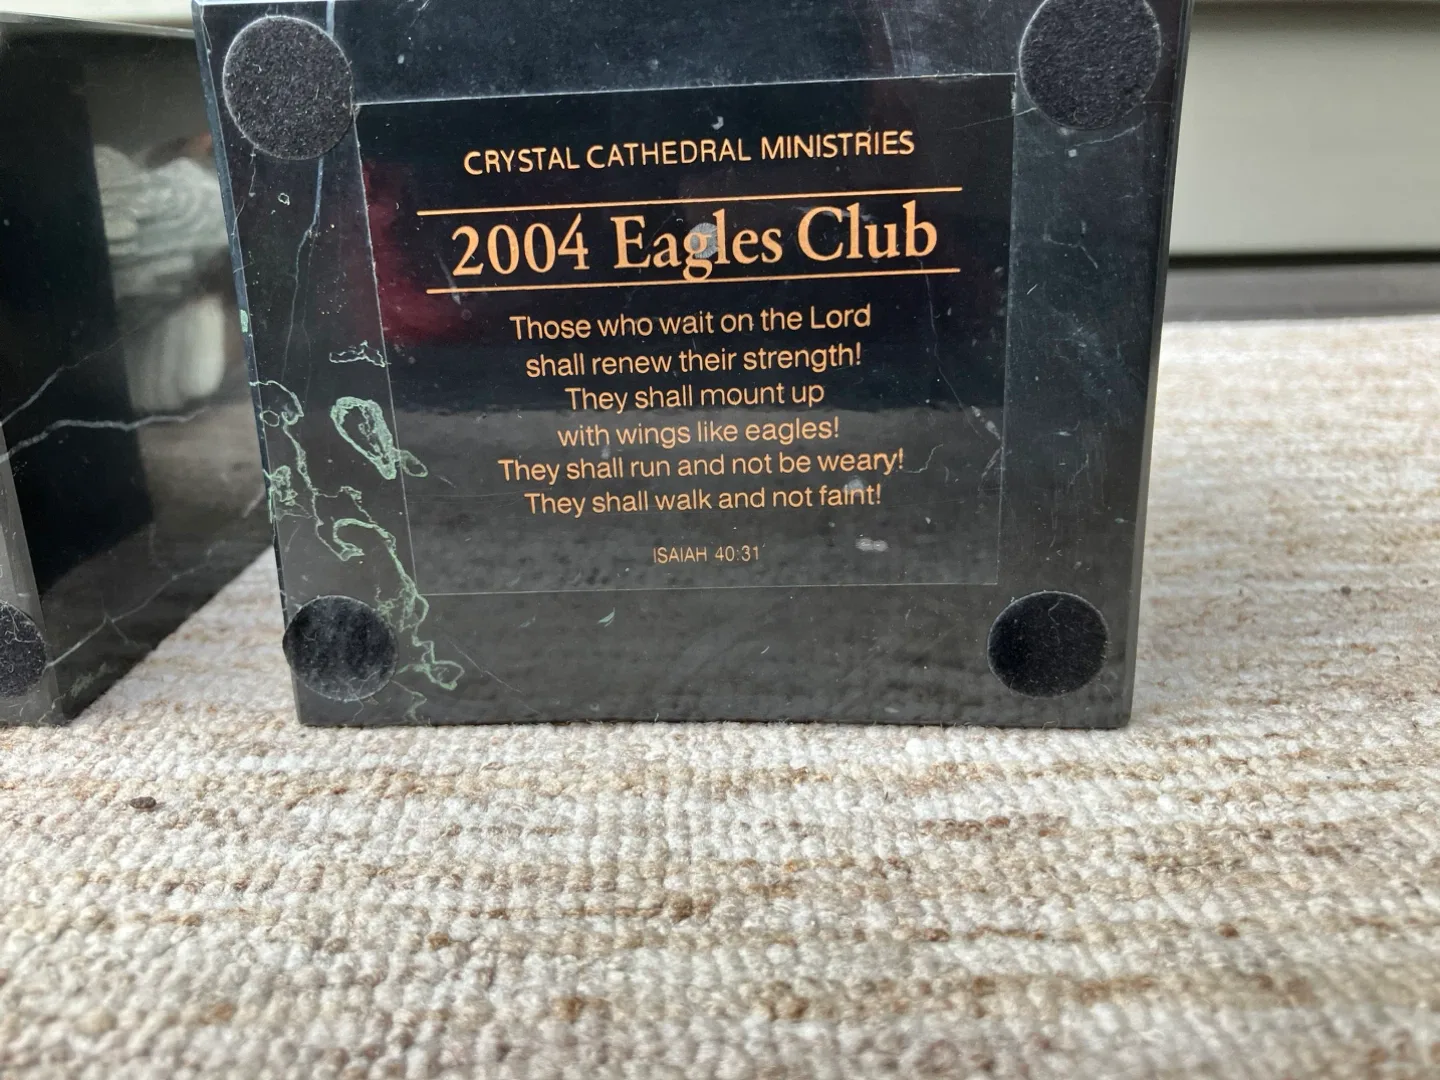 CRYSTAL CATHEDRAL MINISTRIES
2004 Eagles Club
Those who wait on the Lord
shall renew their strength!
They shall mount up
with wings like eagles!
They shall run and not be weary!
They shall walk and not faint!
ISAIAH 40:31